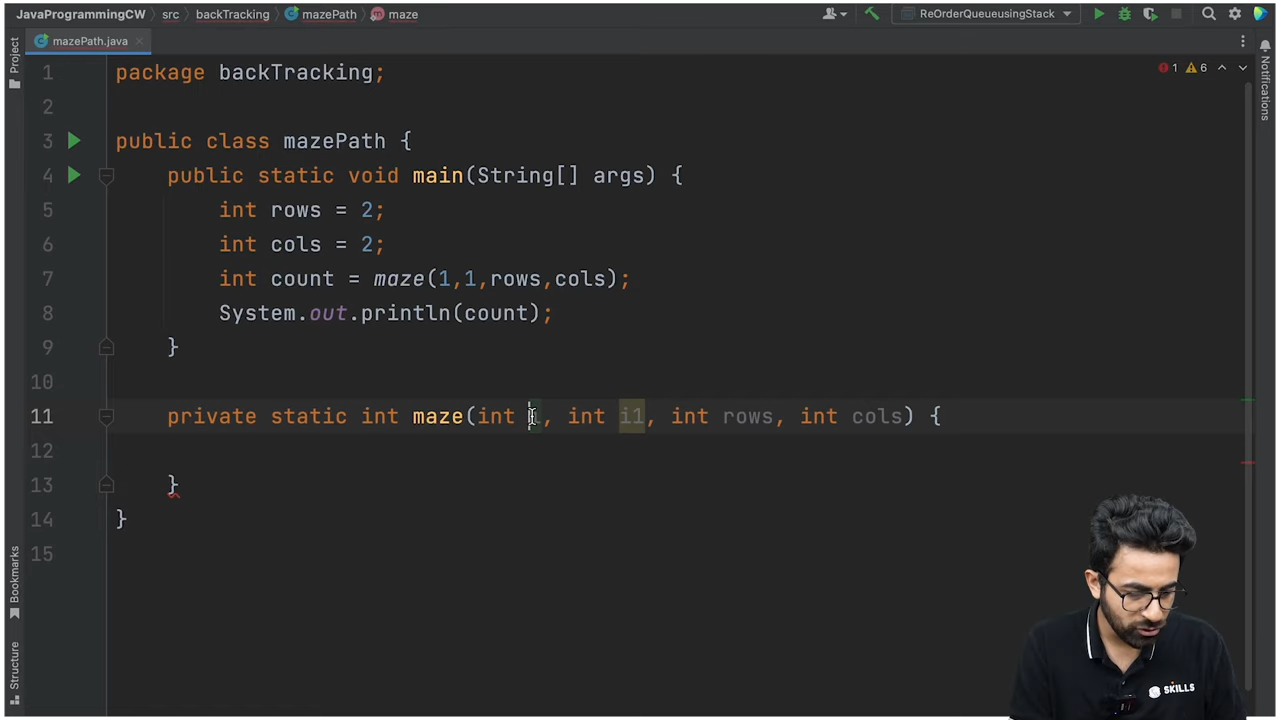 JavaProgrammingCW src backTracking mazePath maze ReOrderQueueusingStack
mazePath.java
Project
1 package backTracking; 1 6
2
3 public class mazePath {
4 public static void main(String[] args) {
5 int rows = 2;
6 int cols = 2;
7 int count = maze(1,1,rows,cols);
8 System.out.println(count);
9 }
10
11 private static int maze(int i, int i1, int rows, int cols) {
12
13 }
14 }
15
Notifications
Bookmarks
Structure
SKILLS